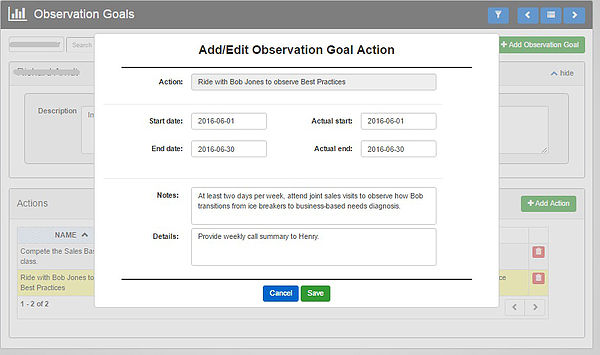 Observation Goals
Search
+ Add Observation Goal
hide
Add/Edit Observation Goal Action
Action: Ride with Bob Jones to observe Best Practices
Description
Start date: 2016-06-01 Actual start: 2016-06-01
End date: 2016-06-30 Actual end: 2016-06-30
Notes: At least two days per week, attend joint sales visits to observe how Bob
transitions from ice breakers to business-based needs diagnosis.
Details: Provide weekly call summary to Henry.
Cancel Save
Actions
+ Add Action
NAME
Compete the Sales
class.
Ride with Bob Jones to
Best Practices
1 - 2 of 2